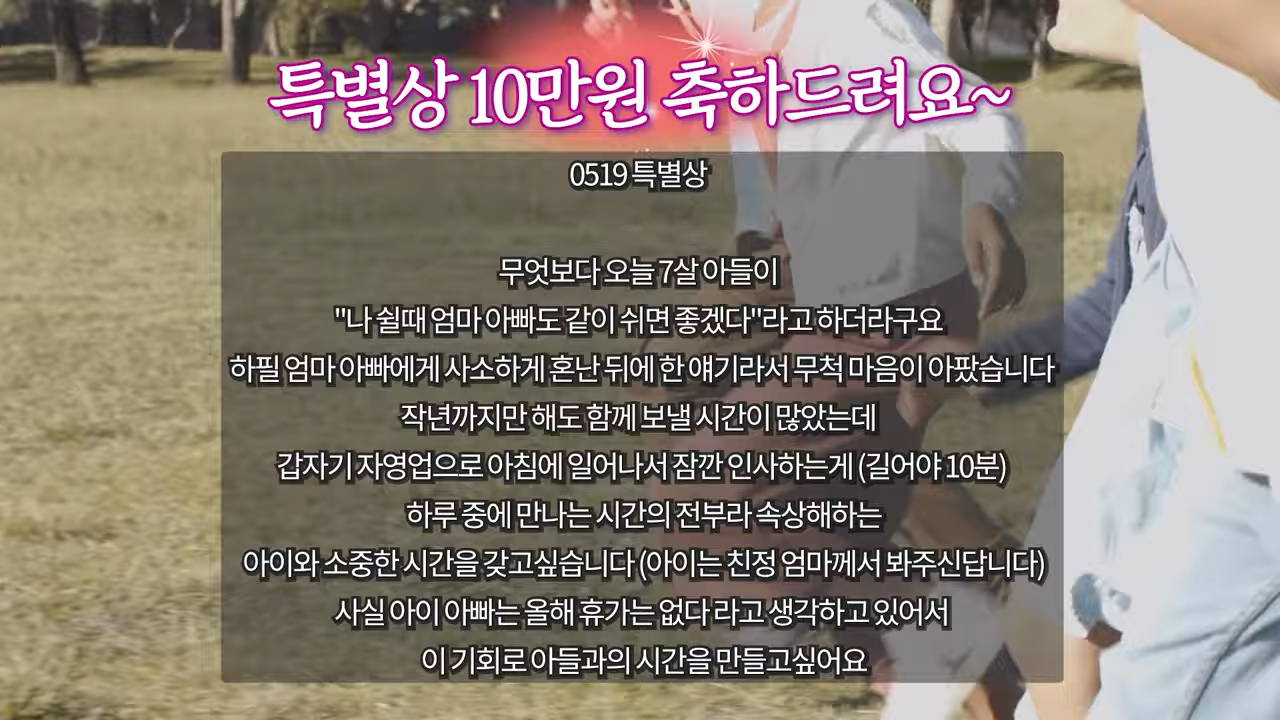 특별상 10만원 축하드려요~
0519 특별상
무엇보다 오늘 7살 아들이
"나 쉴때 엄마 아빠도 같이 쉬면 좋겠다"라고 하더라구요
하필 엄마 아빠에게 사소하게 혼난 뒤에 한 얘기라서 무척 마음이 아팠습니다
작년까지만 해도 함께 보낼 시간이 많았는데
갑자기 자영업으로 아침에 일어나서 잠깐 인사하는게 (길어야 10분)
하루 중에 만나는 시간의 전부라 속상해하는
아이와 소중한 시간을 갖고싶습니다 (아이는 친정 엄마께서 봐주신답니다)
사실 아이 아빠는 올해 휴가는 없다 라고 생각하고 있어서
이 기회로 아들과의 시간을 만들고싶어요